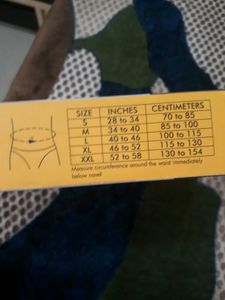 SIZE INCHES CENTIMETERS
S 28 to 34 70 to 85
M 34 to 40 85 to 100
L 40 to 46 100 to 115
XL 46 to 52 115 to 130
XXL 52 to 58 130 to 154
Measure circumference around the waist immediately
below navel